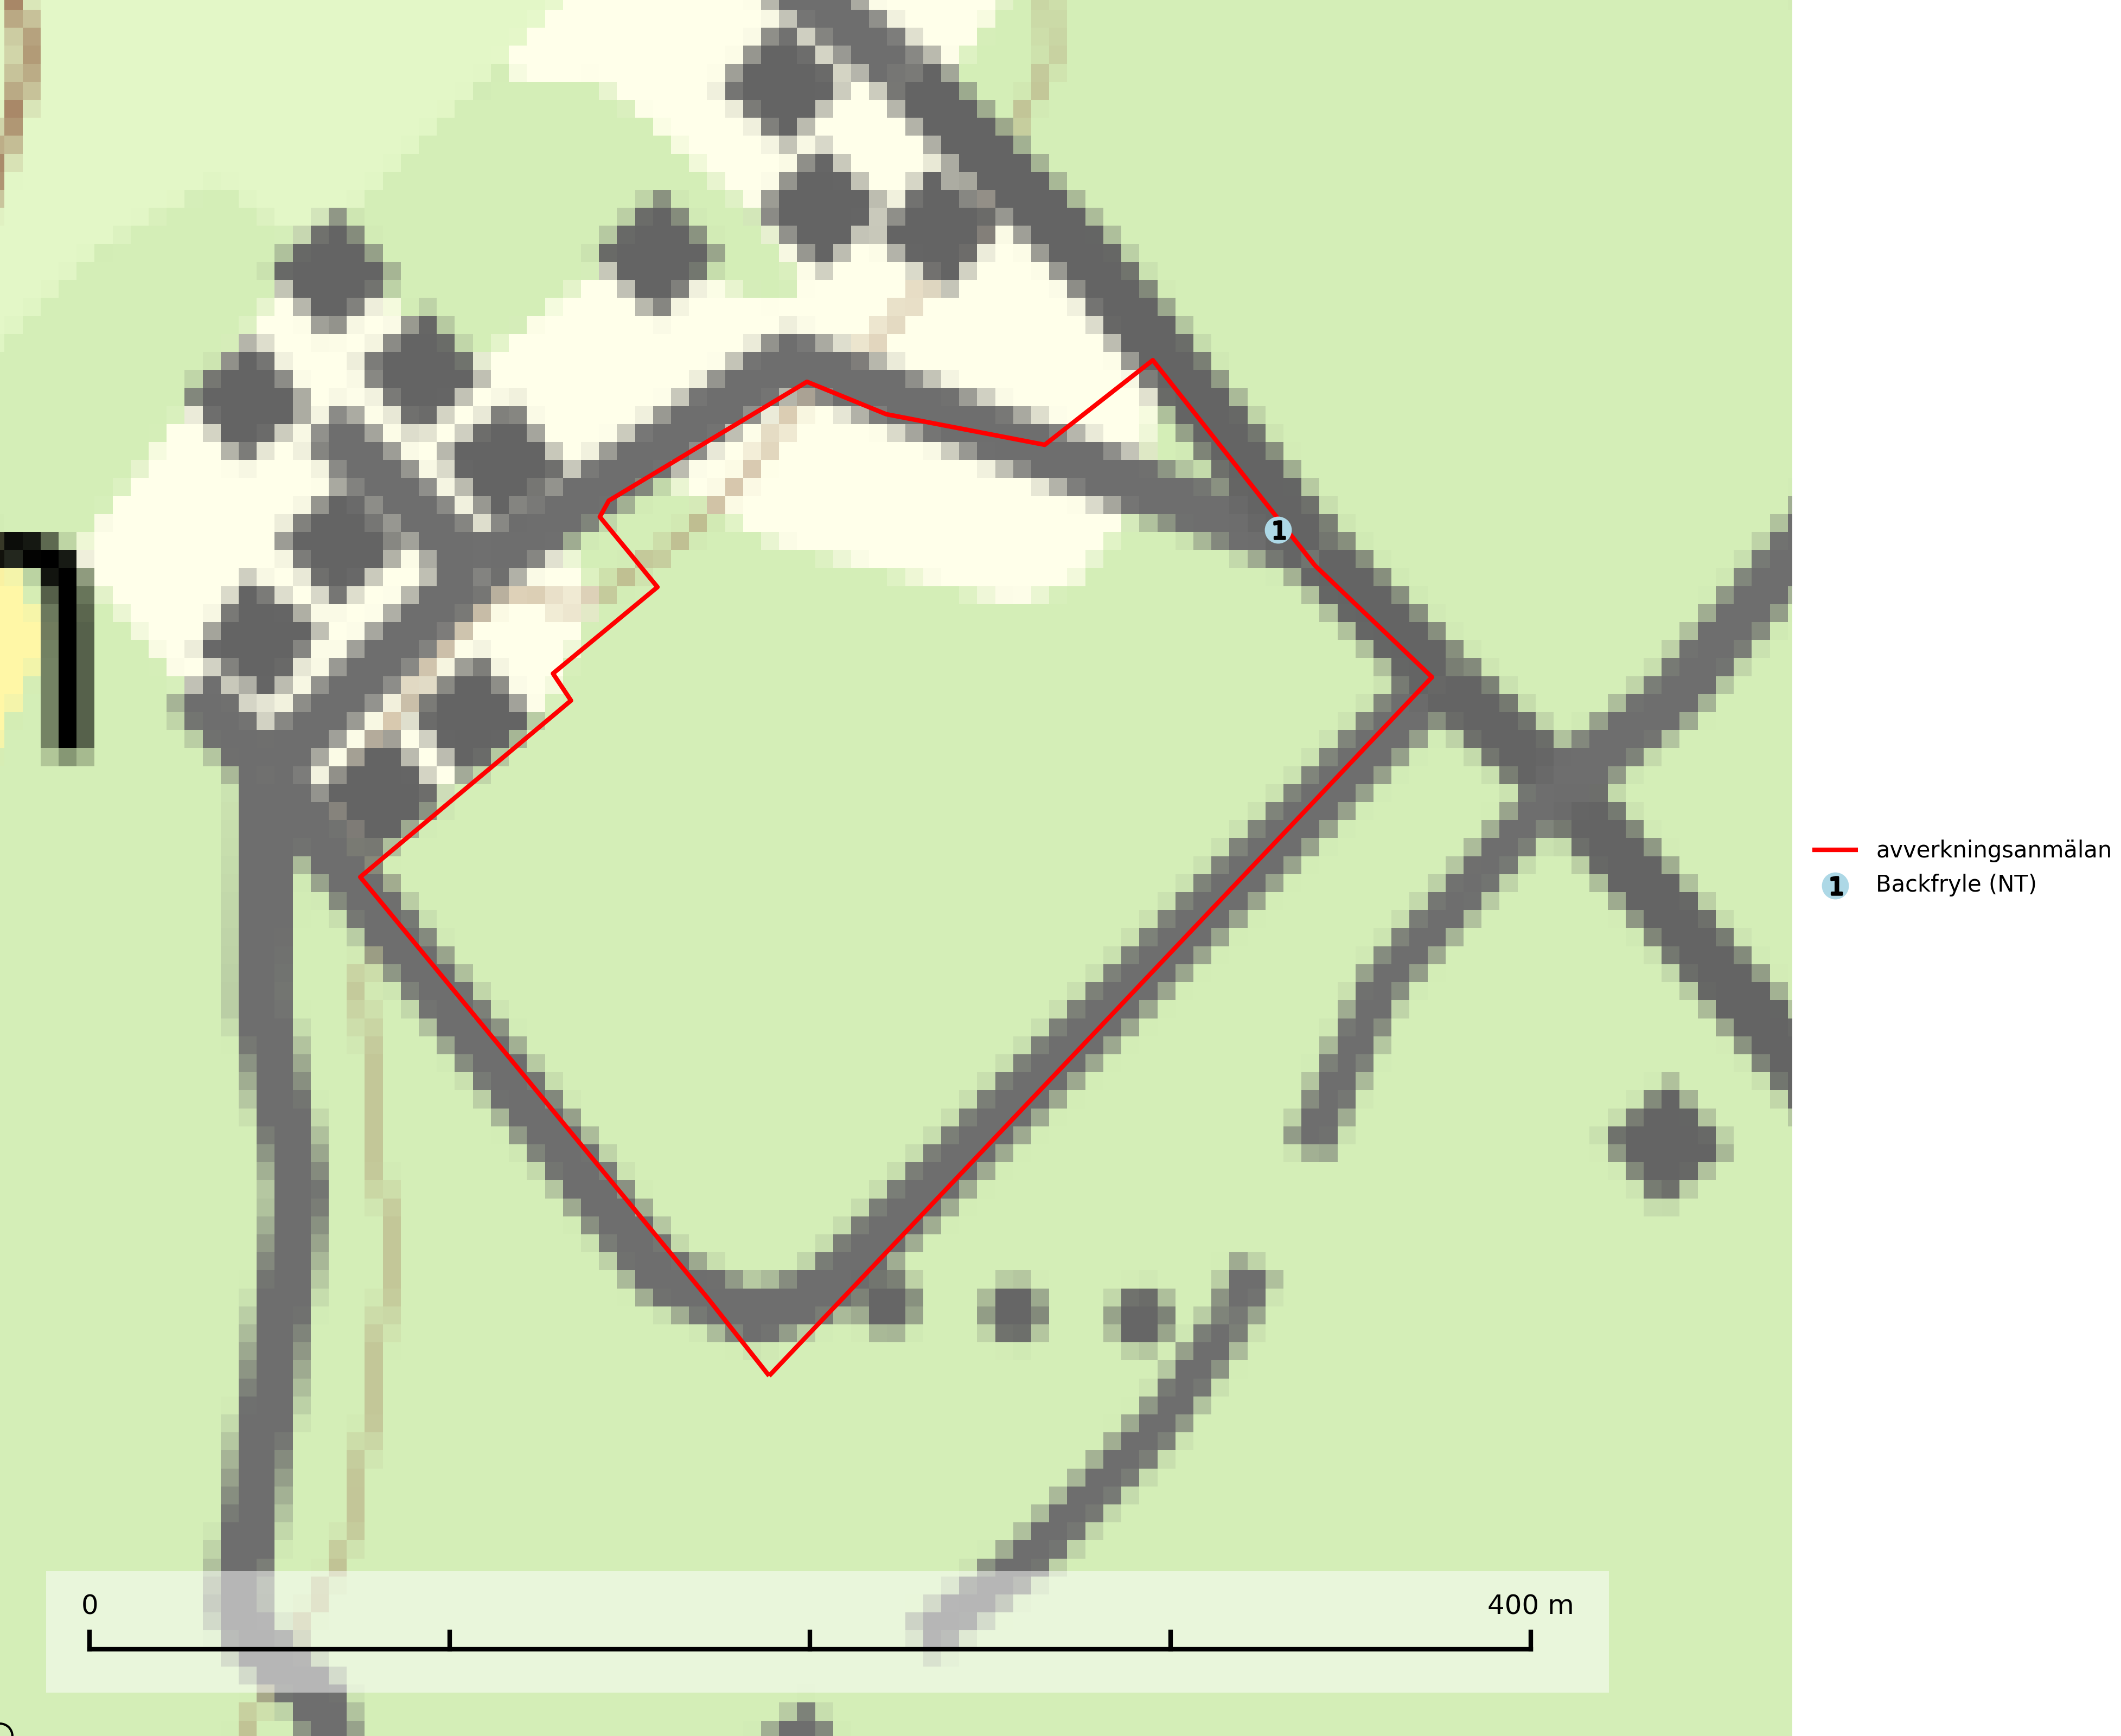 1
avverkningsanmälan
1 Backfryle (NT)
0 400 m